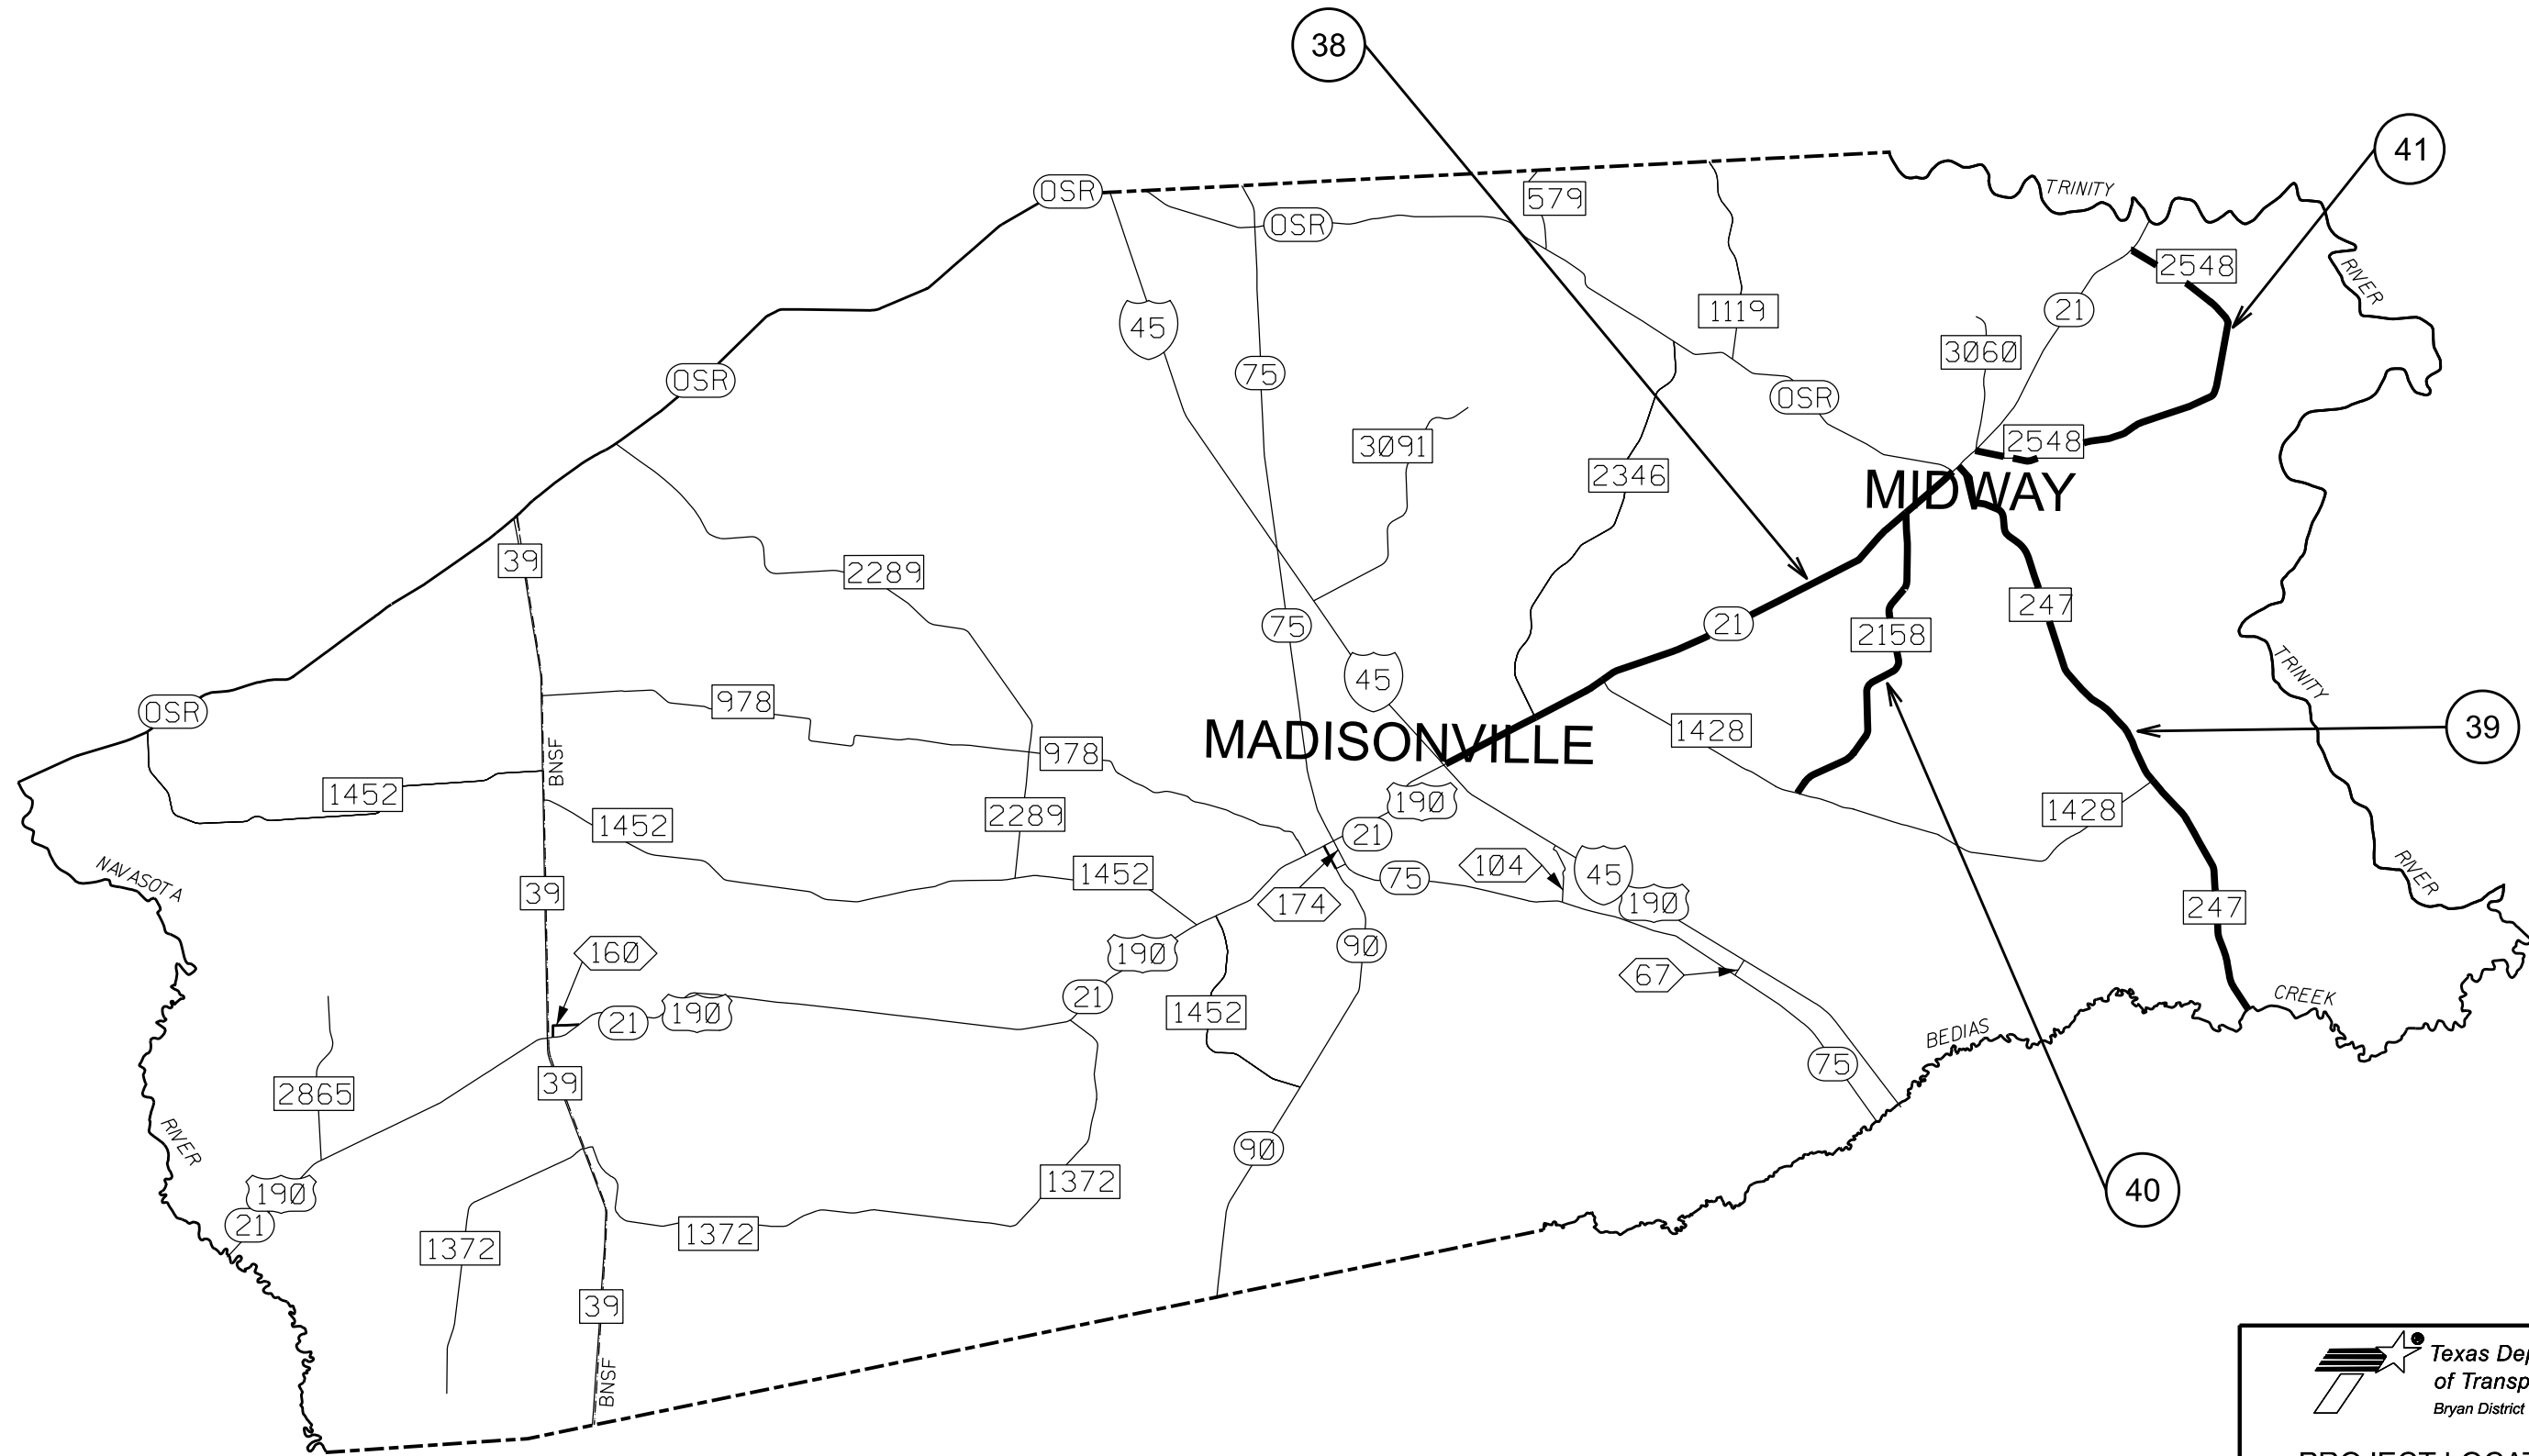 38
41
TRINITY
OSR
579
OSR
2548
RIVER
21
1119
45
3060
75
OSR
OSR
2548
3091
2346
MIDWAY
39
2289
247
21
75
2158
TRINITY
45
978
OSR
39
1428
MADISONVILLE
978
BNSF
1452
190
1428
2289
1452
21
104
45
RIVER
1452
75
NAVASOTA
39
190
174
247
90
190
160
67
21
CREEK
1452
190
21
BEDIAS
75
39
2865
RIVER
90
1372
40
190
21
1372
1372
39
BNSF
Texas Dep
of Transp
Bryan District
PROJECT LOCAT